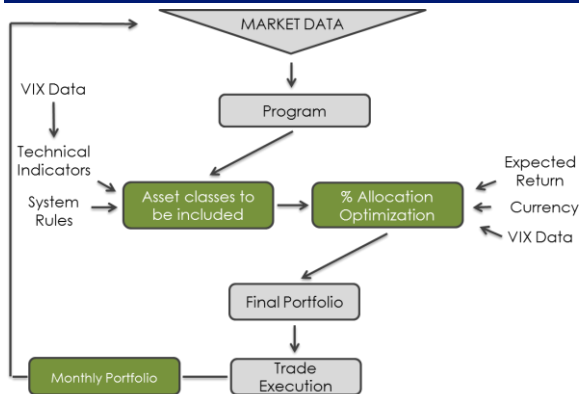 MARKET DATA
VIX Data
Program
Technical
Indicators
System
Rules
Asset classes to
be included
% Allocation
Optimization
Expected
Return
Currency
VIX Data
Final Portfolio
Monthly Portfolio
Trade
Execution